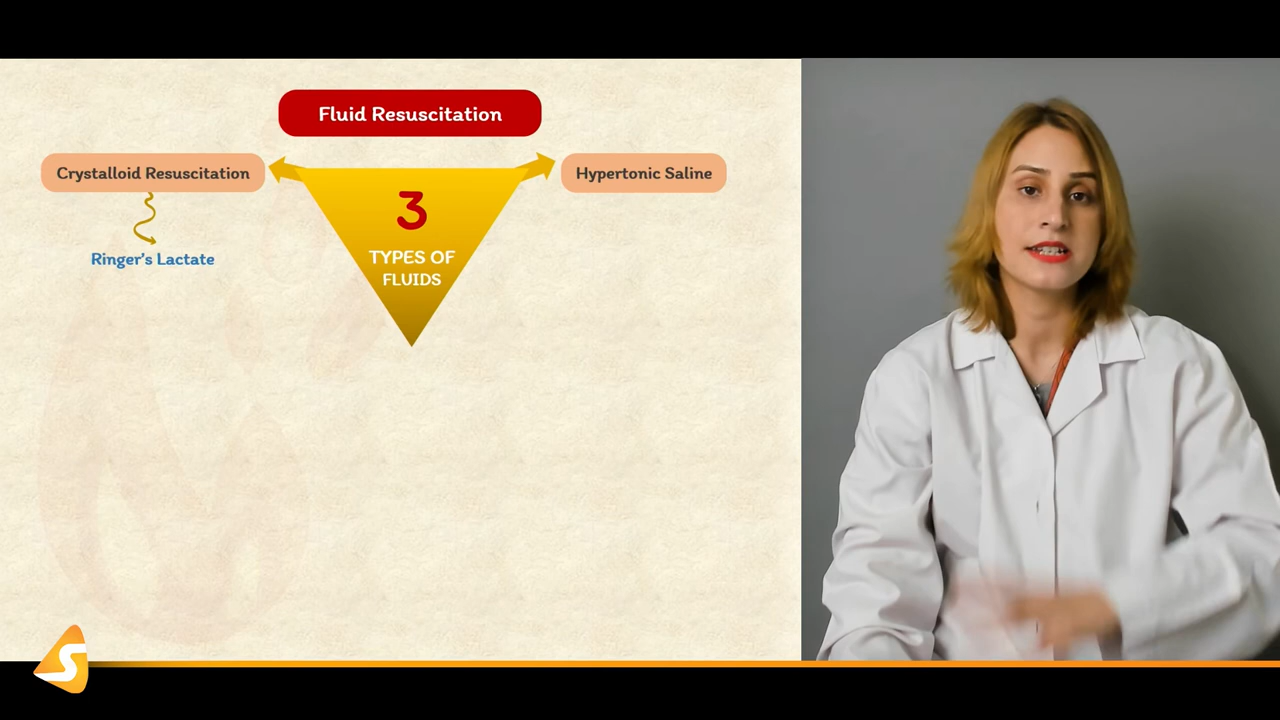 Fluid Resuscitation
Crystalloid Resuscitation
Hypertonic Saline
3
TYPES OF
FLUIDS
Ringer's Lactate
S